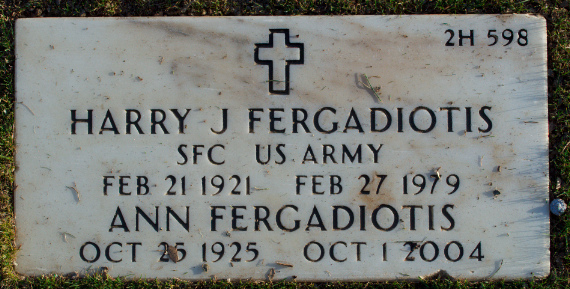 2H 598
HARRY J FERGADIOTIS
SFC US ARMY
FEB 21 1921 FEB 27 1979
ANN FERGADIOTIS
OCT 25 1925 OCT 1 2004